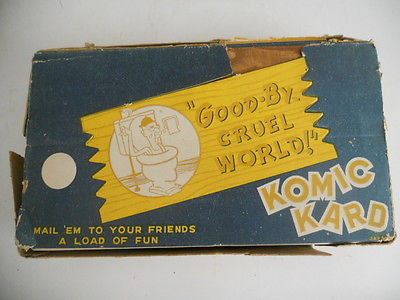 "GOOD-BY
CRUEL
WORLD!"
KOMIC
KARD
MAIL 'EM TO YOUR FRIENDS
A LOAD OF FUN